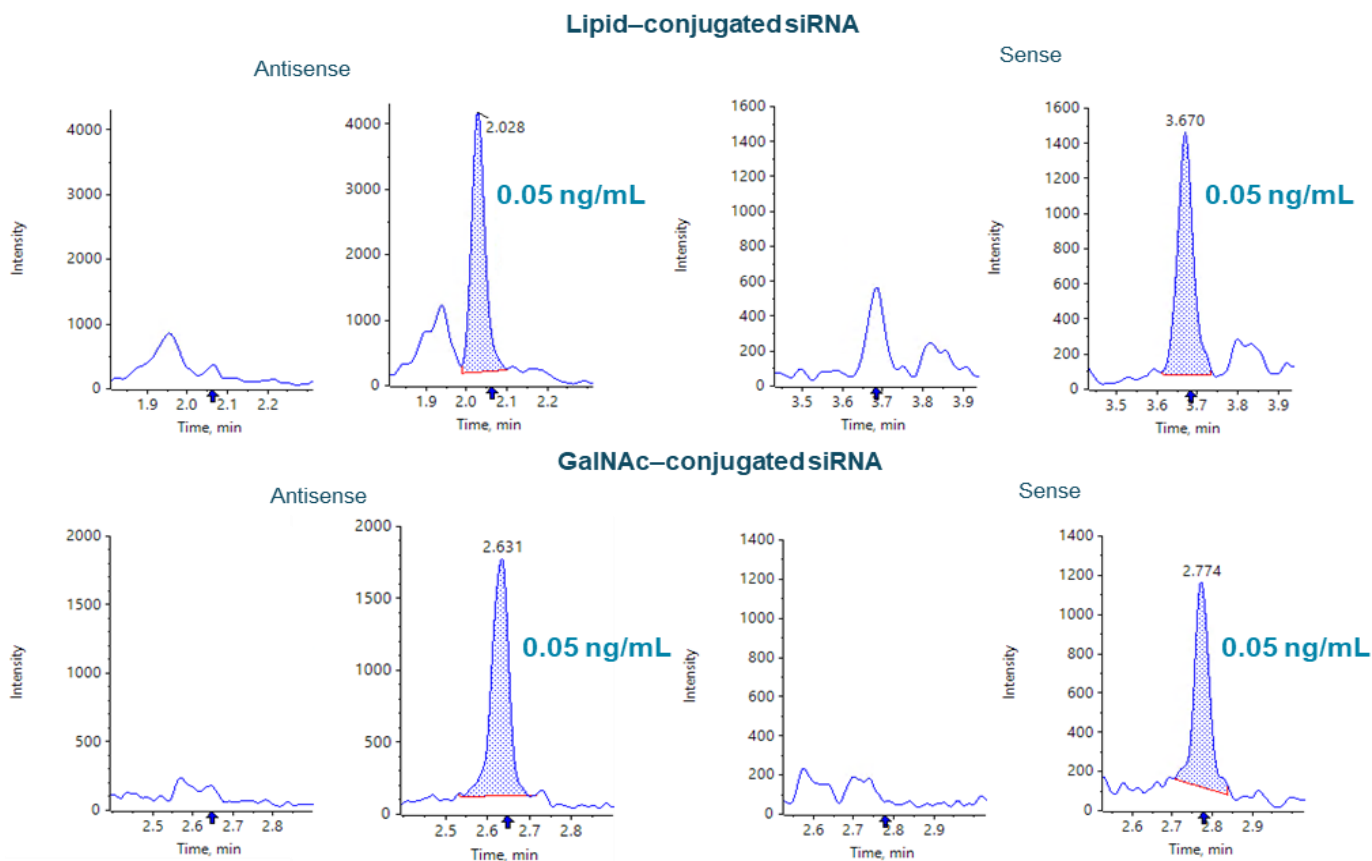 Lipid–conjugated siRNA
Antisense
Sense
4000
3000
2000
1000
0
Intensity
1.9 2.0 2.1 2.2
Time, min
4000
3000
2000
1000
0
2.028
0.05 ng/mL
1.9 2.0 2.1 2.2
Time, min
1600
1400
1200
1000
800
600
400
200
0
Intensity
3.5 3.6 3.7 3.8 3.9
Time, min
1600
1400
1200
1000
800
600
400
200
0
Intensity
3.670
0.05 ng/mL
3.5 3.6 3.7 3.8 3.9
Time, min
GalNAc–conjugated siRNA
Antisense
Sense
2000
1500
1000
500
0
Intensity
2.5 2.6 2.7 2.8
Time, min
2000
1500
1000
500
0
2.631
0.05 ng/mL
2.5 2.6 2.7 2.8
Time, min
1400
1200
1000
800
600
400
200
0
Intensity
2.6 2.7 2.8 2.9
Time, min
1400
1200
1000
800
600
400
200
0
Intensity
2.774
0.05 ng/mL
2.6 2.7 2.8 2.9
Time, min